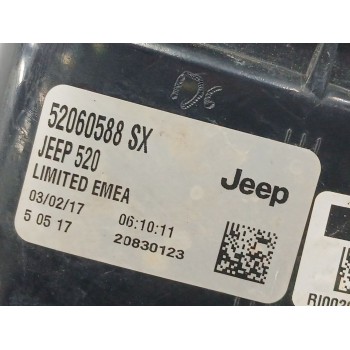 52060588 SX
JEEP 520
LIMITED EMEA
Jeep
03/02/17 06:10:11
5 05 17 20830123